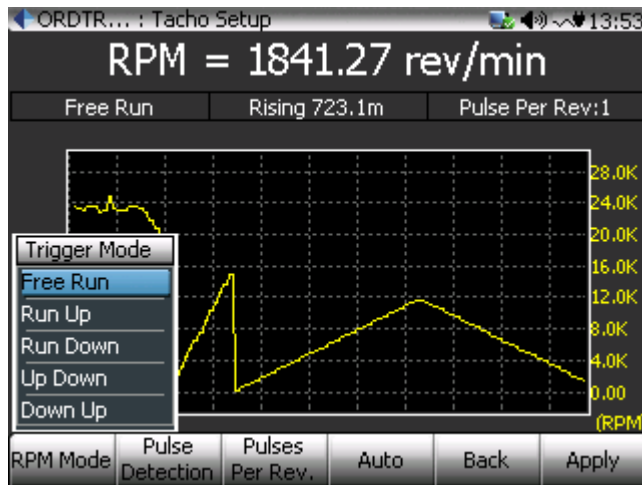 ORDTR... : Tacho Setup 13:53
RPM = 1841.27 rev/min
Free Run Rising 723.1m Pulse Per Rev:1
28.0K
24.0K
20.0K
16.0K
12.0K
8.0K
4.0K
0.00
(RPM
Trigger Mode
Free Run
Run Up
Run Down
Up Down
Down Up
RPM Mode Pulse Detection Pulses Per Rev. Auto Back Apply